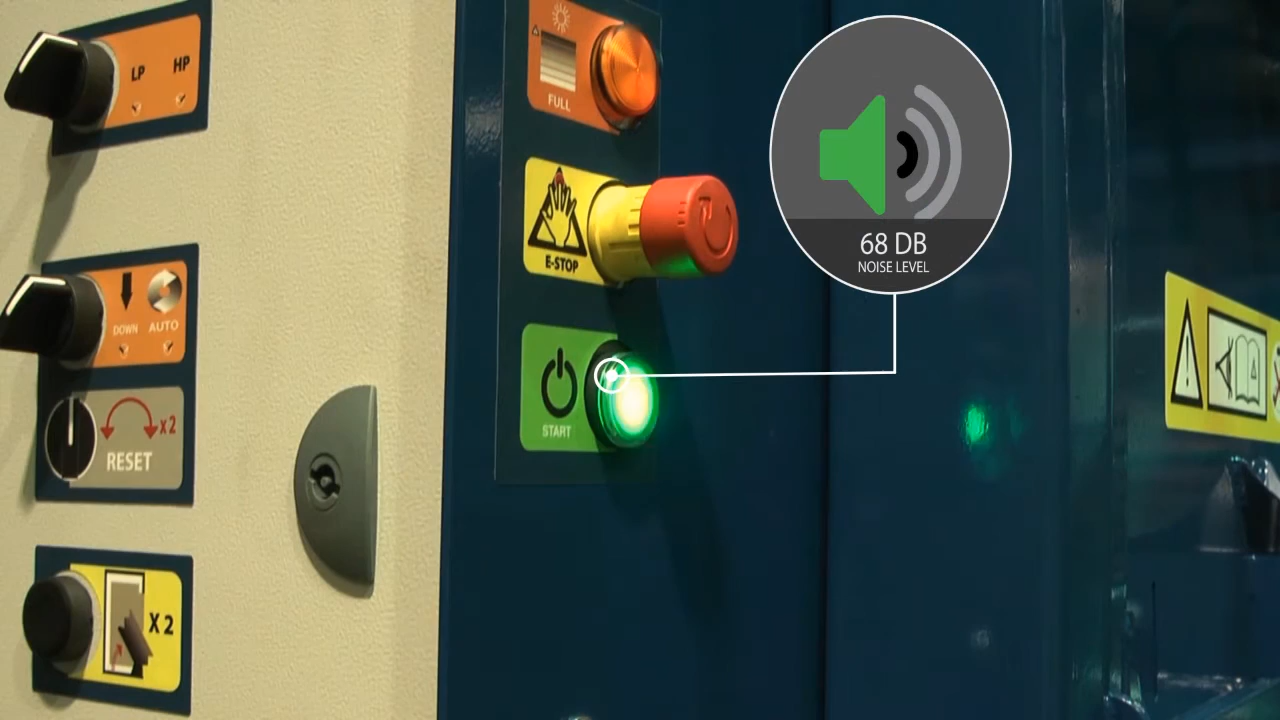 LP HP
DOWN AUTO
x2
RESET
X 2
FULL
E-STOP
START
68 DB
NOISE LEVEL